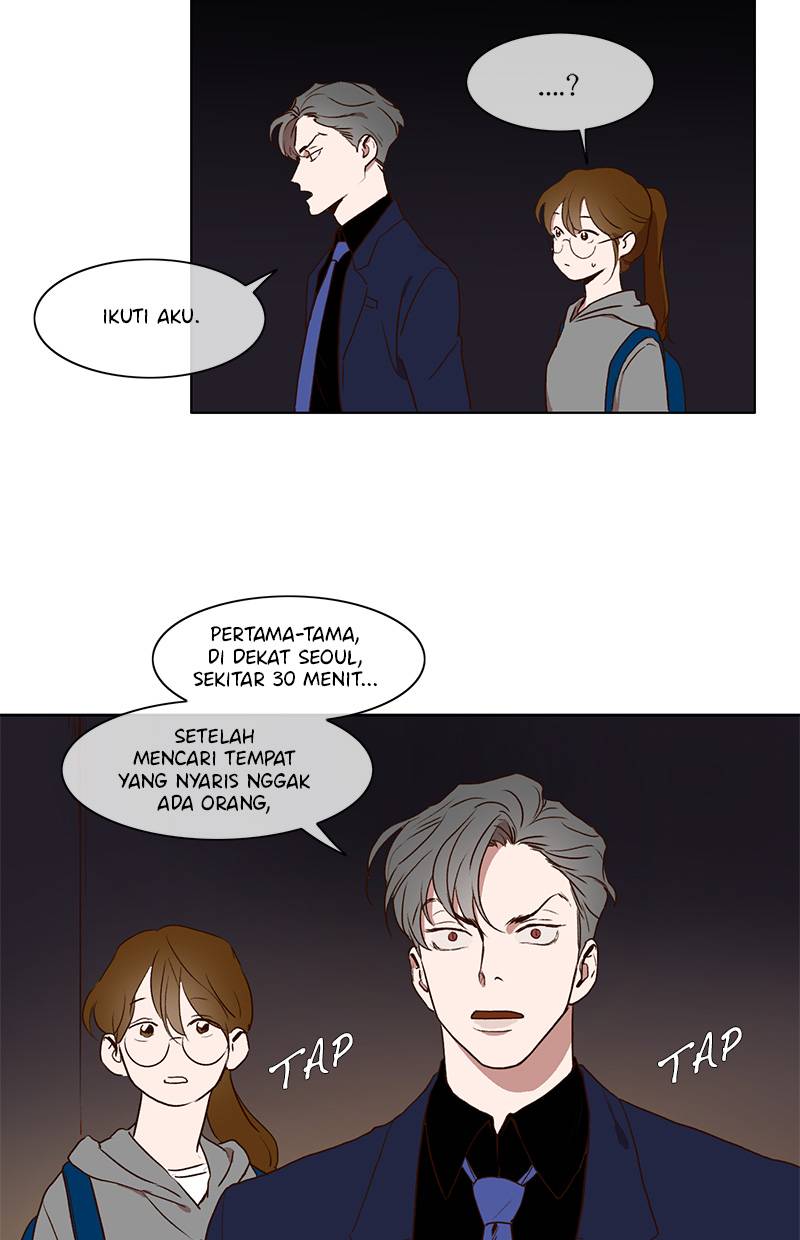 ....?
IKUTI AKU.
PERTAMA-TAMA,
DI DEKAT SEOUL,
SEKITAR 30 MENIT...
SETELAH
MENCARI TEMPAT
YANG NYARIS NGGAK
ADA ORANG,
TAP
TAP